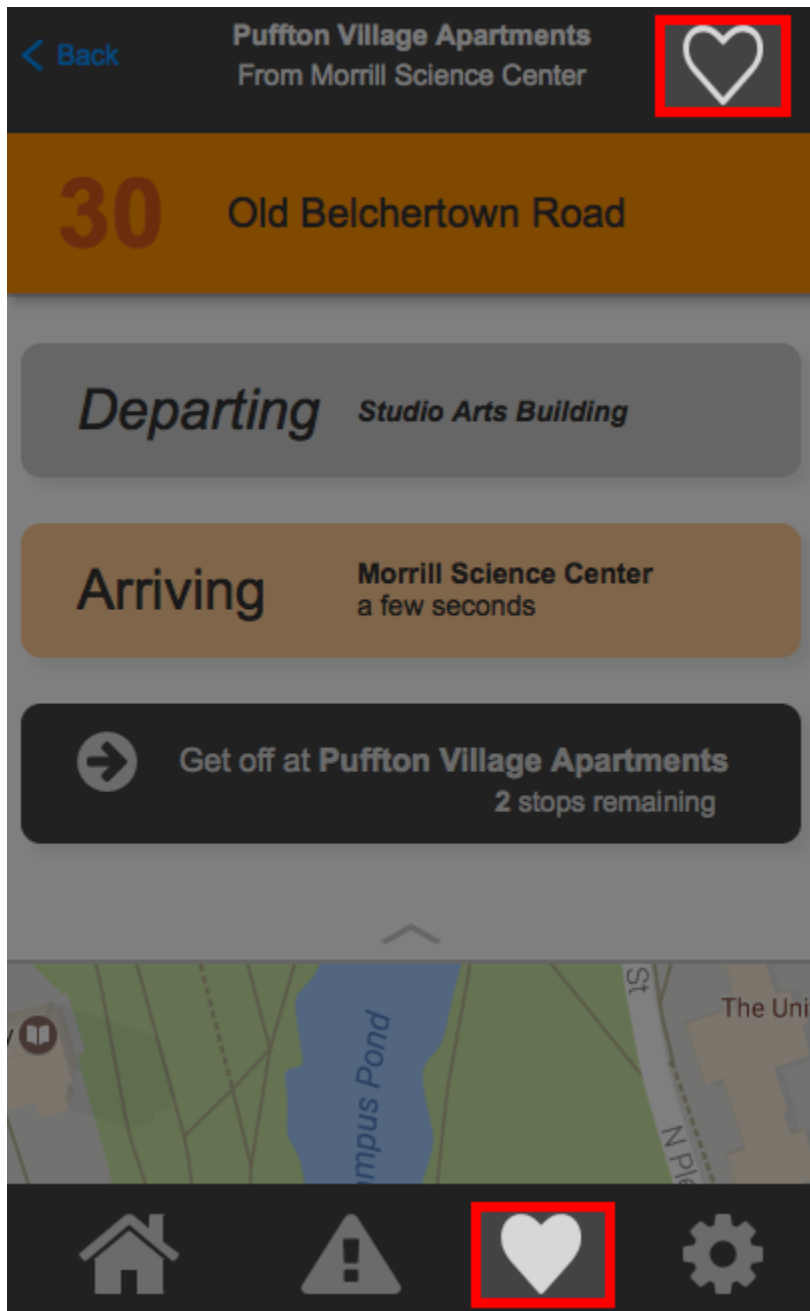 Back
Puffton Village Apartments
From Morrill Science Center
30 Old Belchertown Road
Departing Studio Arts Building
Arriving Morrill Science Center
a few seconds
Get off at Puffton Village Apartments
2 stops remaining
St
The Uni
mpus Pond
N Ple